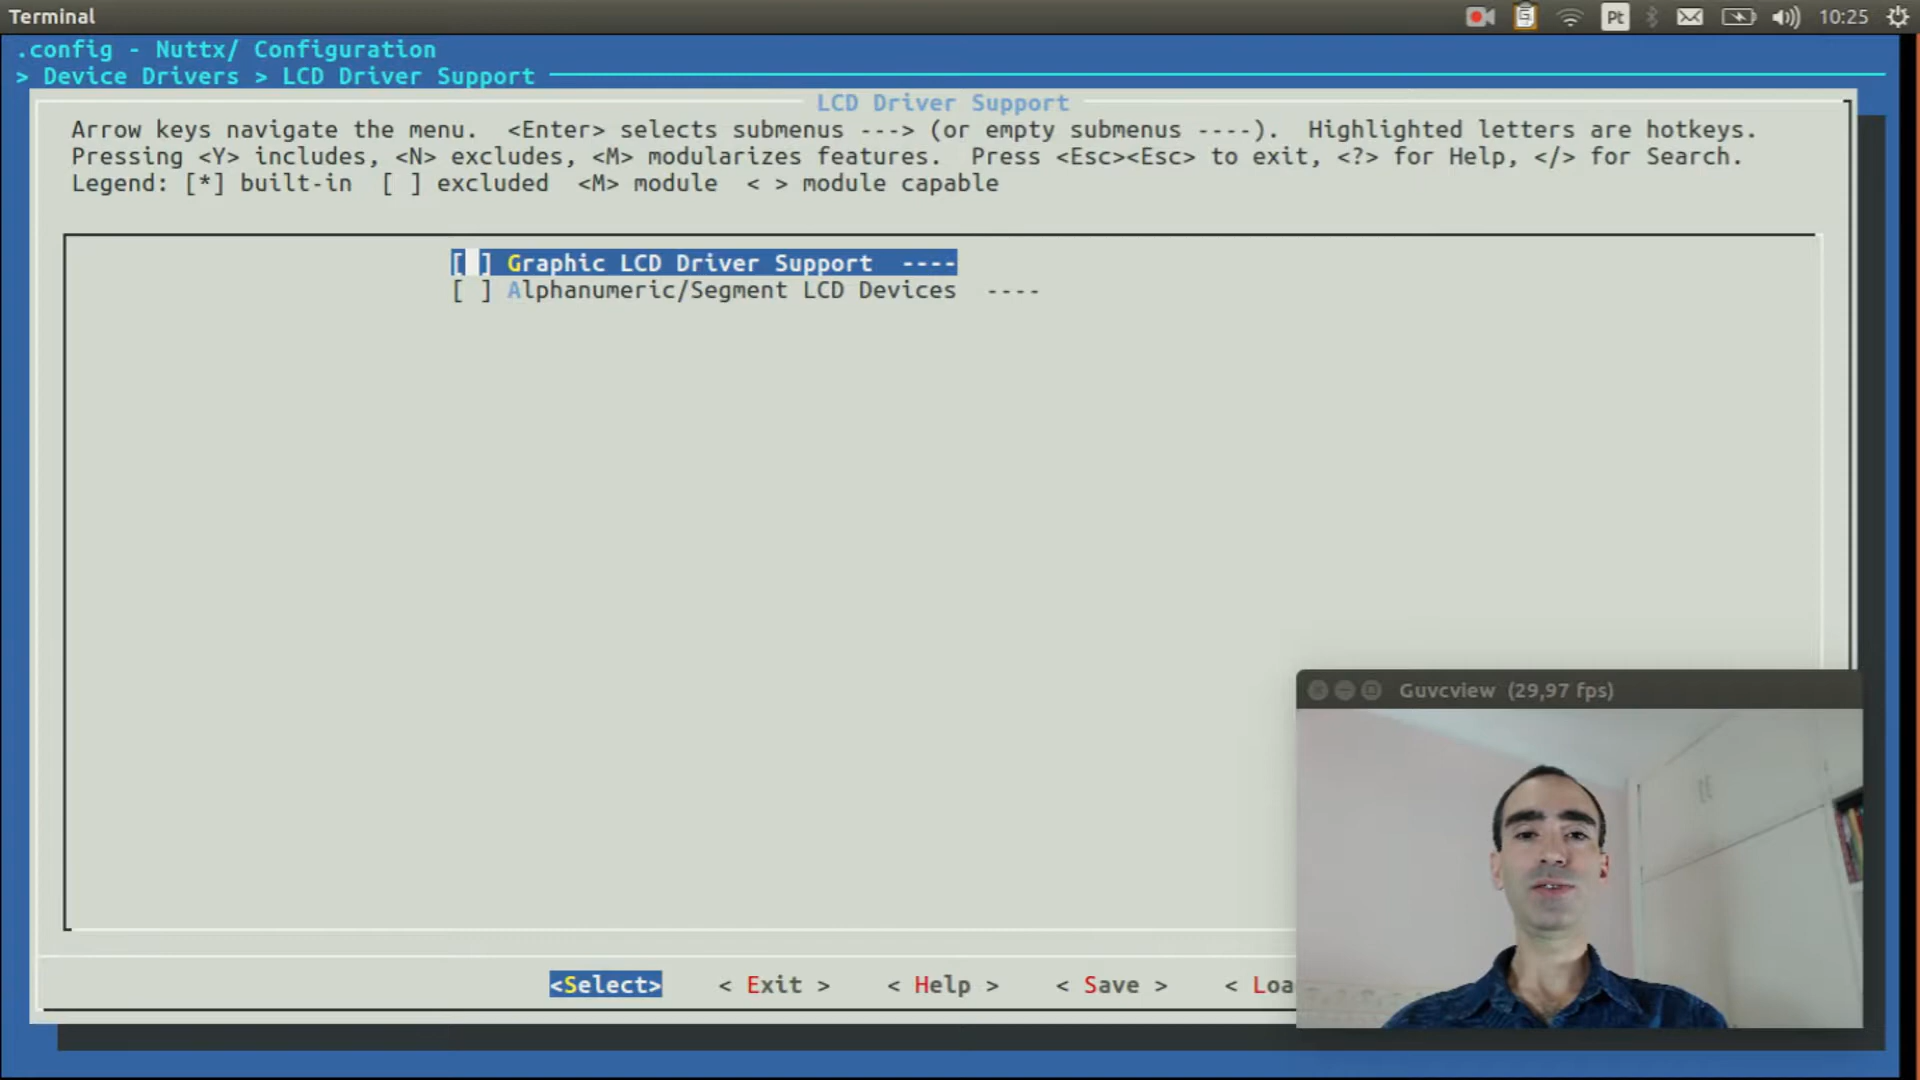 Terminal
Pt
10:25
.config - Nuttx/ Configuration
> Device Drivers > LCD Driver Support
LCD Driver Support
Arrow keys navigate the menu.  <Enter> selects submenus ---> (or empty submenus ----).  Highlighted letters are hotkeys.
Pressing <Y> includes, <N> excludes, <M> modularizes features.  Press <Esc><Esc> to exit, <?> for Help, </> for Search.
Legend: [*] built-in  [ ] excluded  <M> module  < > module capable
[ ] Graphic LCD Driver Support  ----
[ ] Alphanumeric/Segment LCD Devices  ----
Guvcview (29,97 fps)
<Select>    < Exit >    < Help >    < Save >    < Loa